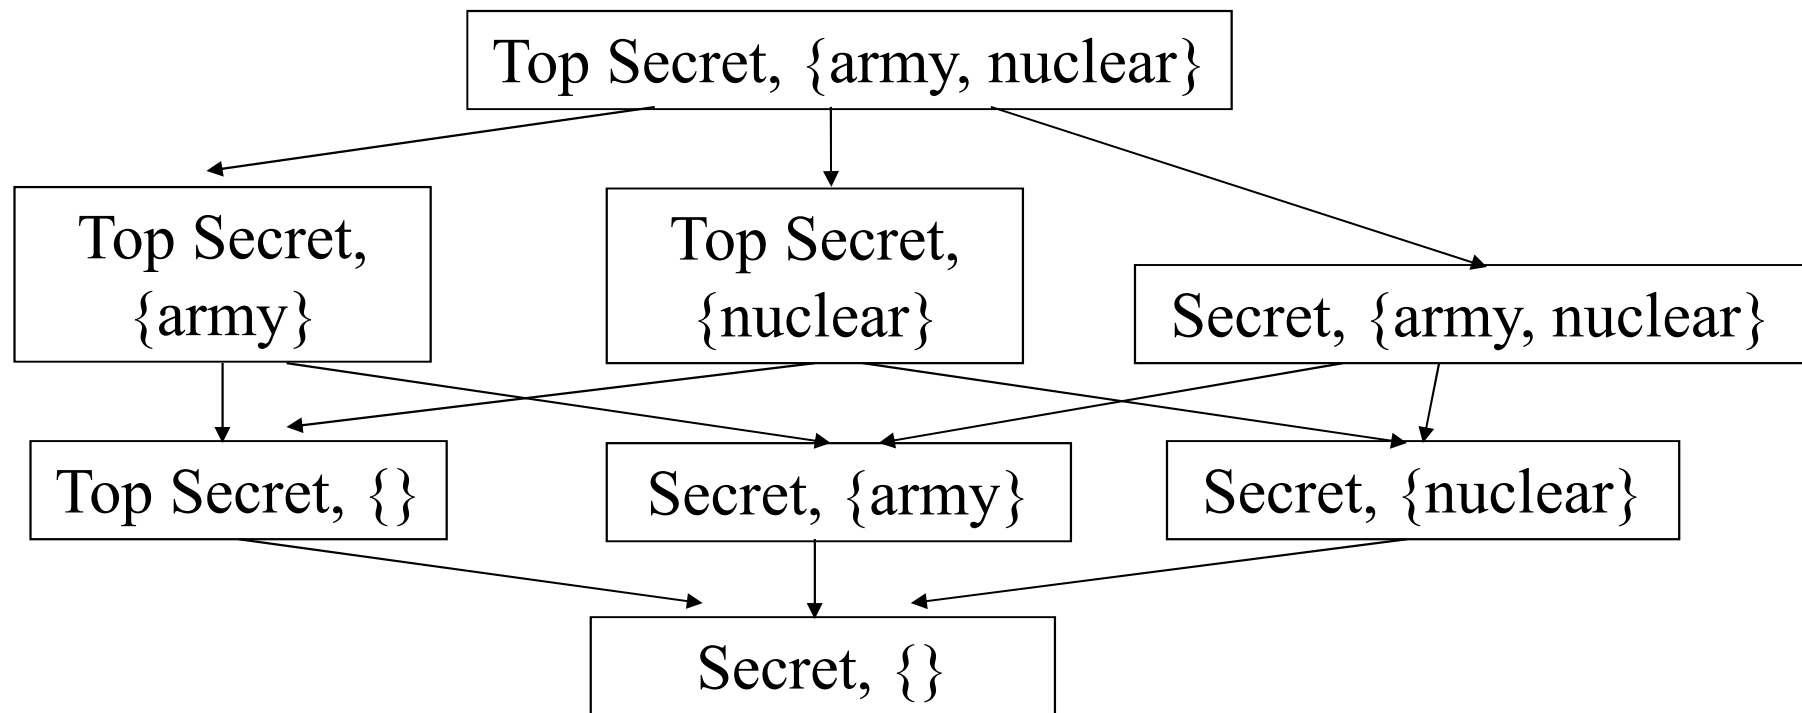 Top Secret, {army, nuclear}
Top Secret,
{army}
Top Secret,
{nuclear}
Secret, {army, nuclear}
Top Secret, {}
Secret, {army}
Secret, {nuclear}
Secret, {}